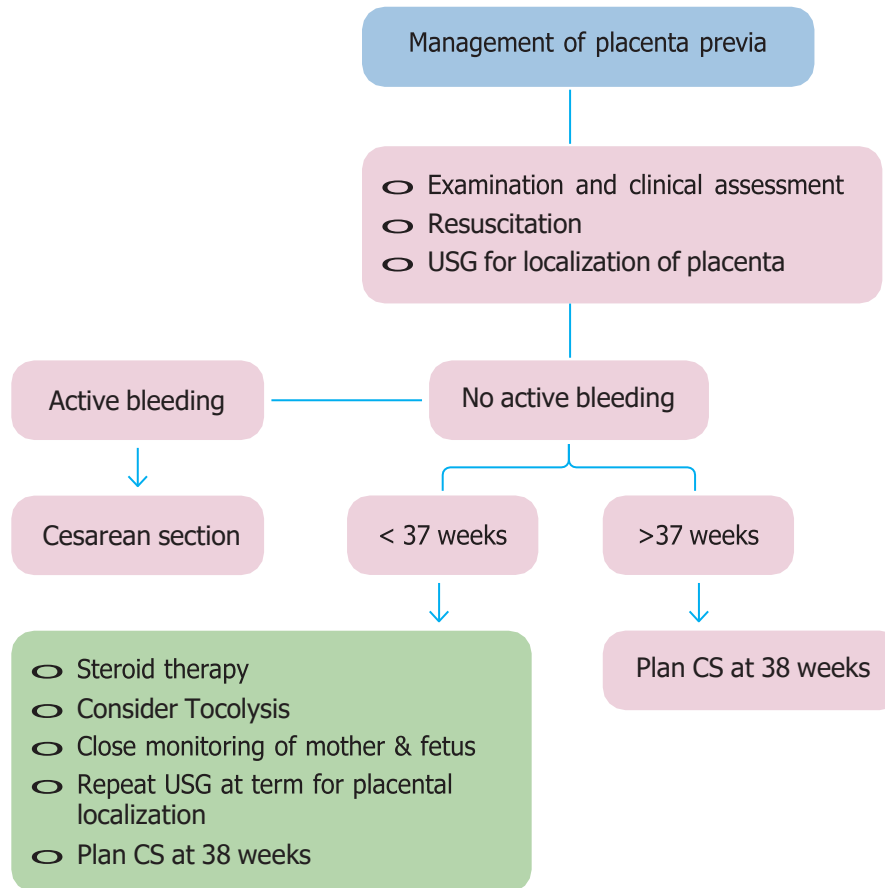 Management of placenta previa
Examination and clinical assessment
Resuscitation
USG for localization of placenta
Active bleeding
No active bleeding
Cesarean section
< 37 weeks
>37 weeks
Steroid therapy
Consider Tocolysis
Close monitoring of mother & fetus
Repeat USG at term for placental
localization
Plan CS at 38 weeks
Plan CS at 38 weeks